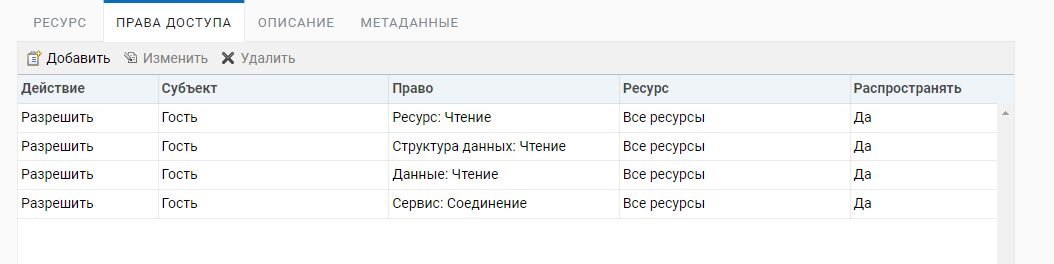 РЕСУРС ПРАВА ДОСТУПА ОПИСАНИЕ МЕТАДАННЫЕ
Добавить Изменить Удалить
Действие Субъект Право Ресурс Распространять
Разрешить Гость Ресурс: Чтение Все ресурсы Да
Разрешить Гость Структура данных: Чтение Все ресурсы Да
Разрешить Гость Данные: Чтение Все ресурсы Да
Разрешить Гость Сервис: Соединение Все ресурсы Да